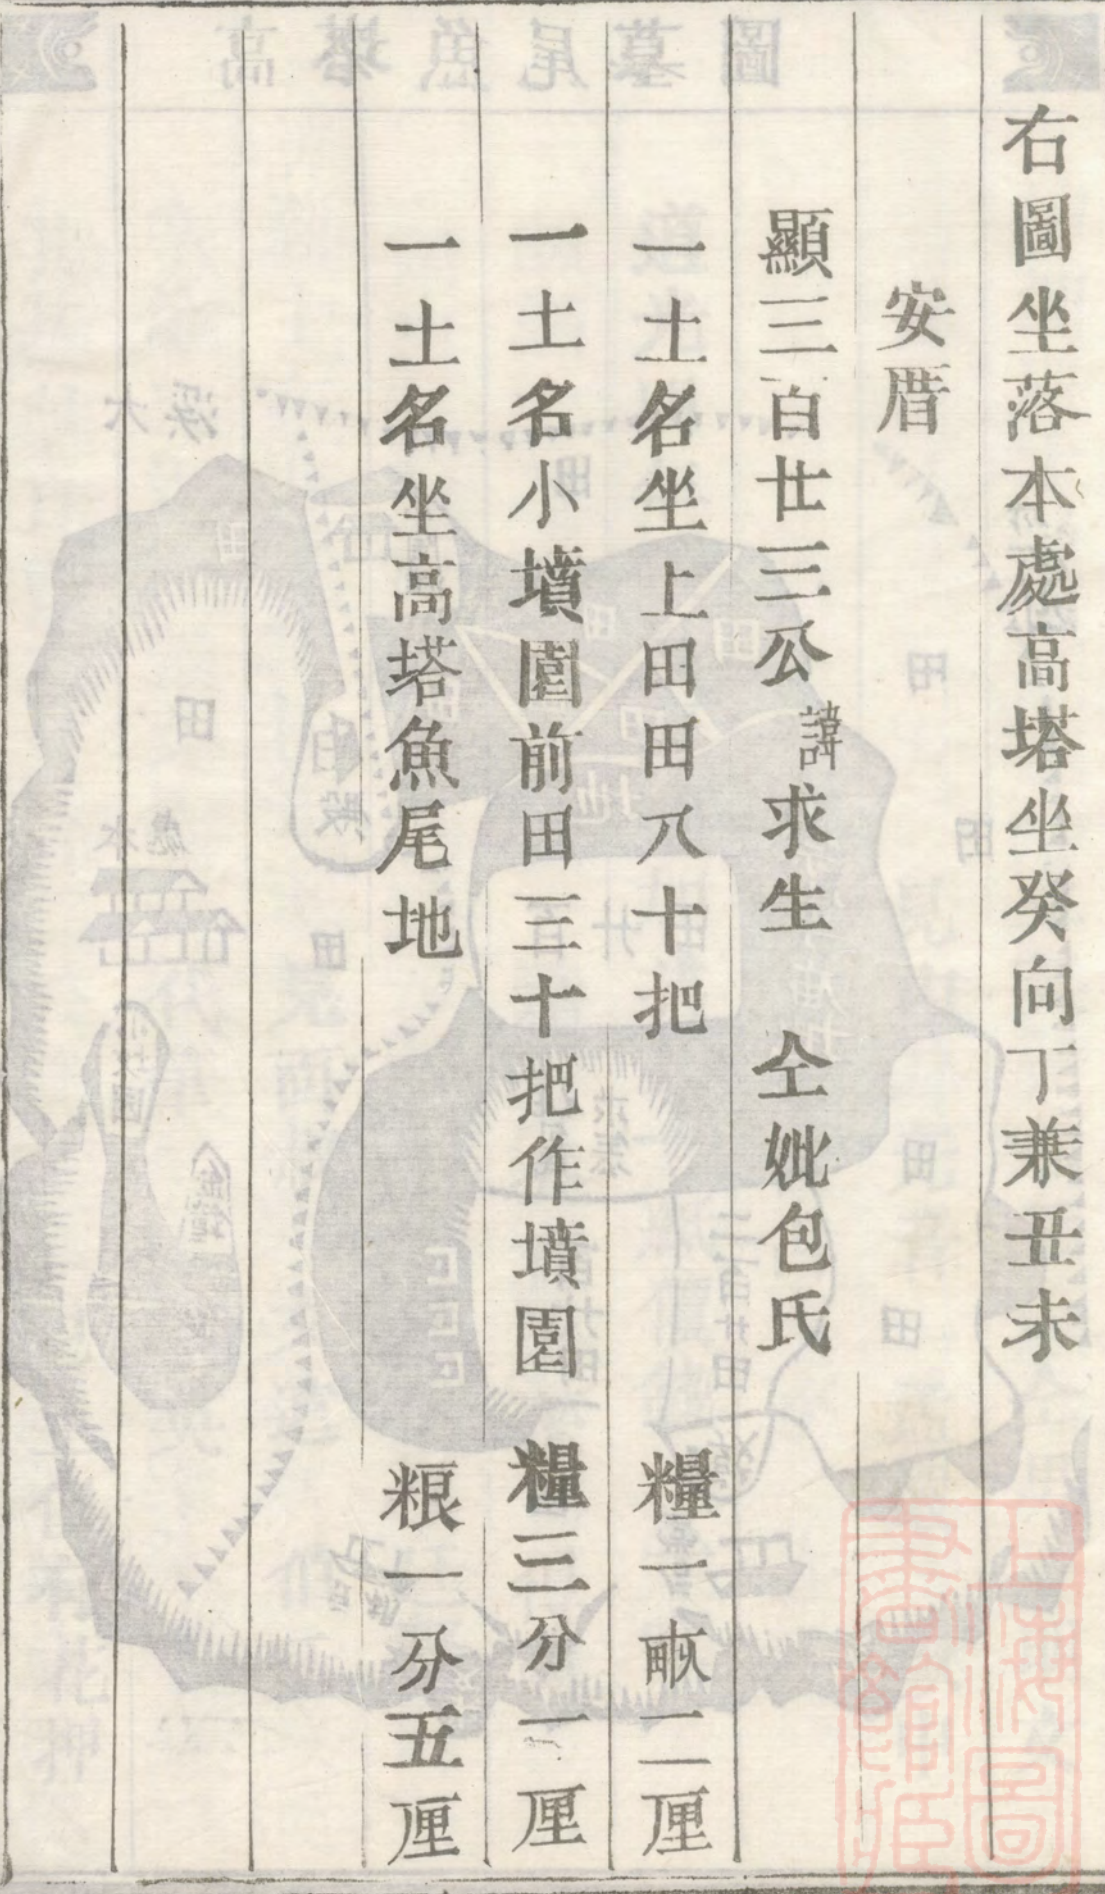 右圖坐落本處高塔坐癸向丁兼丑未
安厝
顯三百廿三公諱求生 仝妣包氏
一土名坐上田田八十把 糧一畝二厘
一土名小墳園前田三十把作墳園 糧三分一厘
一土名坐高塔魚尾地 粮一分五厘